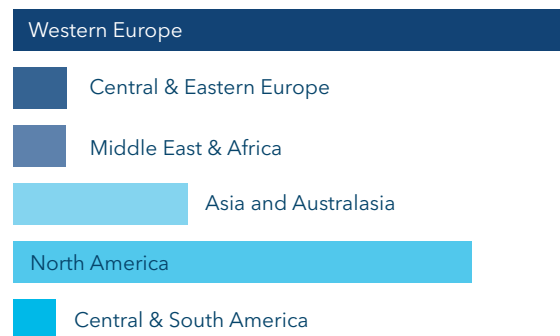 Western Europe
Central & Eastern Europe
Middle East & Africa
Asia and Australasia
North America
Central & South America